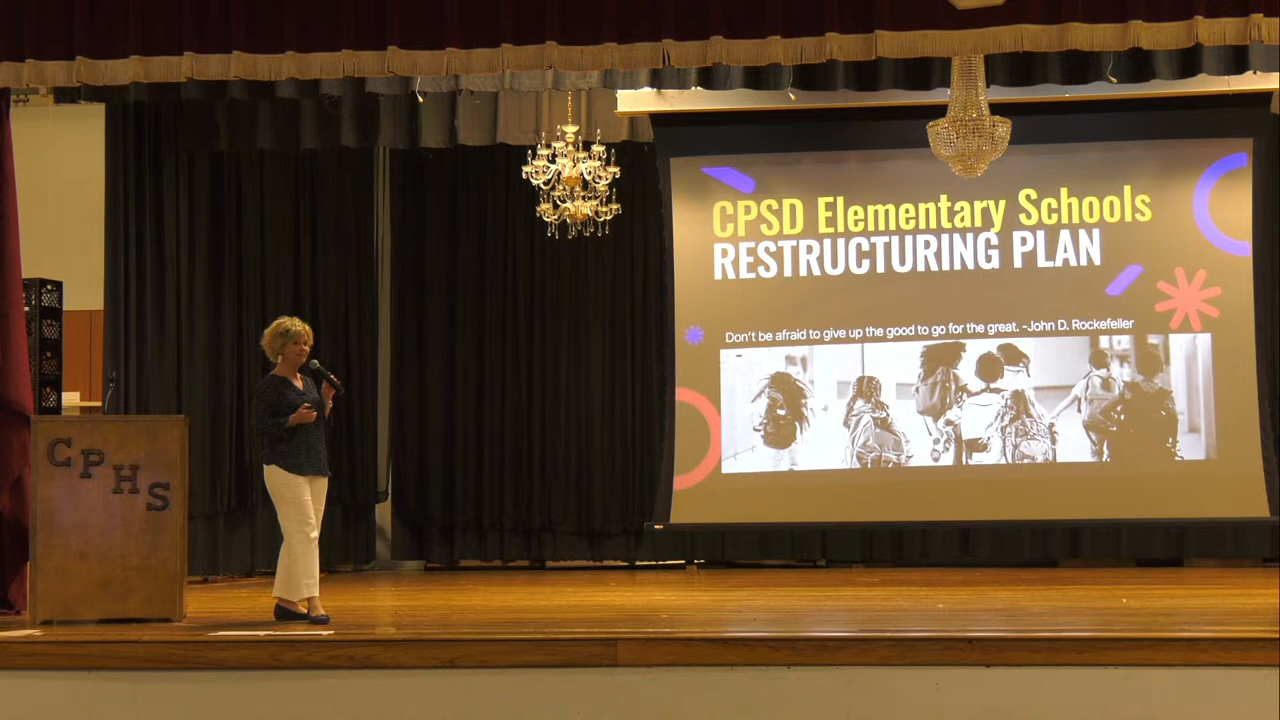 CPSD Elementary Schools
RESTRUCTURING PLAN
Don't be afraid to give up the good to go for the great. -John D. Rockefeller
CPHS